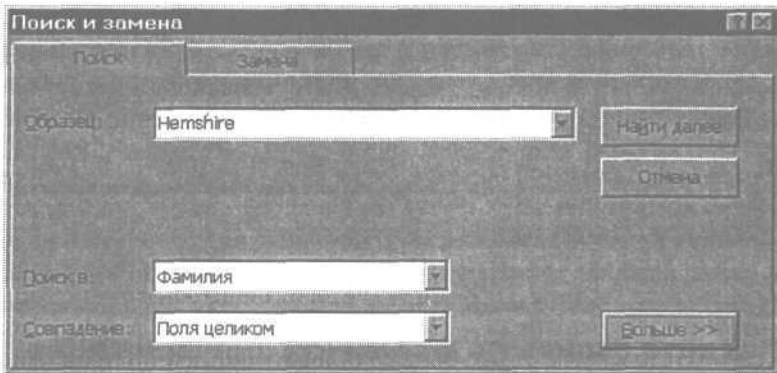 Поиск и замена
Поиск Замена
Образец: Hemshire Найти далее
Отмена
Поиск в: Фамилия
Совпадение: Поля целиком Больше >>